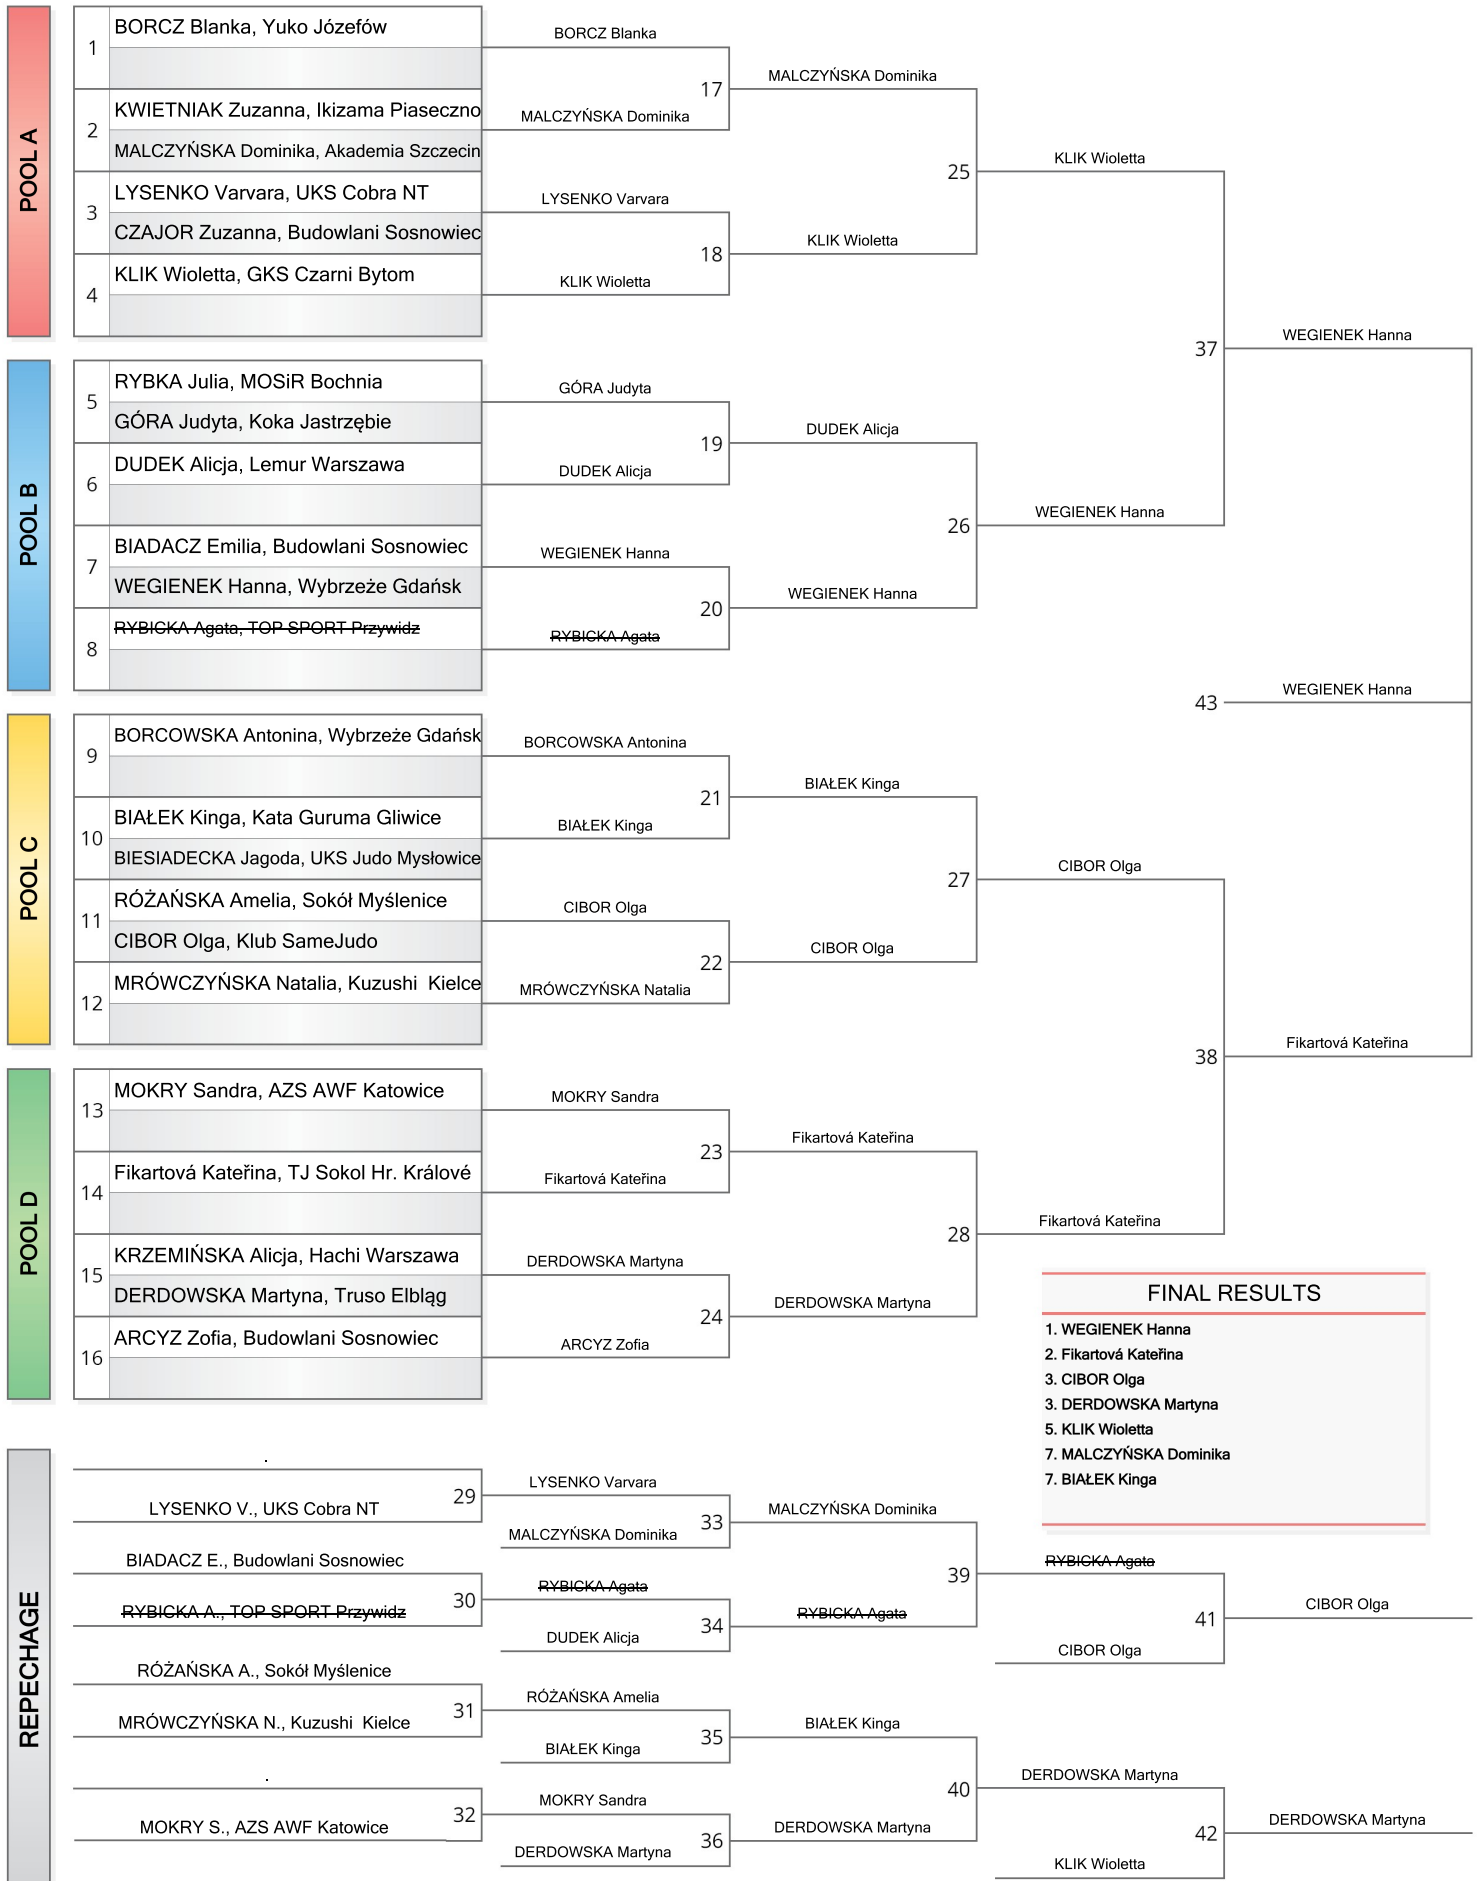 POOL A
1
BORCZ Blanka, Yuko Józefów
2
KWIETNIAK Zuzanna, Ikizama Piaseczno
MALCZYŃSKA Dominika, Akademia Szczecin
3
LYSENKO Varvara, UKS Cobra NT
CZAJOR Zuzanna, Budowlani Sosnowiec
4
KLIK Wioletta, GKS Czarni Bytom
BORCZ Blanka
17
MALCZYŃSKA Dominika
LYSENKO Varvara
18
KLIK Wioletta
MALCZYŃSKA Dominika
25
KLIK Wioletta
KLIK Wioletta
POOL B
5
RYBKA Julia, MOSiR Bochnia
GÓRA Judyta, Koka Jastrzębie
6
DUDEK Alicja, Lemur Warszawa
7
BIADACZ Emilia, Budowlani Sosnowiec
WEGIENEK Hanna, Wybrzeże Gdańsk
8
RYBICKA Agata, TOP SPORT Przywidz
GÓRA Judyta
19
DUDEK Alicja
WEGIENEK Hanna
20
RYBICKA Agata
DUDEK Alicja
26
WEGIENEK Hanna
WEGIENEK Hanna
37
WEGIENEK Hanna
43
WEGIENEK Hanna
POOL C
9
BORCOWSKA Antonina, Wybrzeże Gdańsk
10
BIAŁEK Kinga, Kata Guruma Gliwice
BIESIADECKA Jagoda, UKS Judo Mysłowice
11
RÓŻAŃSKA Amelia, Sokół Myślenice
CIBOR Olga, Klub SameJudo
12
MRÓWCZYŃSKA Natalia, Kuzushi  Kielce
BORCOWSKA Antonina
21
BIAŁEK Kinga
CIBOR Olga
22
MRÓWCZYŃSKA Natalia
BIAŁEK Kinga
27
CIBOR Olga
CIBOR Olga
38
Fikartová Kateřina
POOL D
13
MOKRY Sandra, AZS AWF Katowice
14
Fikartová Kateřina, TJ Sokol Hr. Králové
15
KRZEMIŃSKA Alicja, Hachi Warszawa
DERDOWSKA Martyna, Truso Elbląg
16
ARCYZ Zofia, Budowlani Sosnowiec
MOKRY Sandra
23
Fikartová Kateřina
DERDOWSKA Martyna
24
ARCYZ Zofia
Fikartová Kateřina
28
DERDOWSKA Martyna
Fikartová Kateřina
FINAL RESULTS
1. WEGIENEK Hanna
2. Fikartová Kateřina
3. CIBOR Olga
3. DERDOWSKA Martyna
5. KLIK Wioletta
7. MALCZYŃSKA Dominika
7. BIAŁEK Kinga
REPECHAGE
.
29
LYSENKO V., UKS Cobra NT
BIADACZ E., Budowlani Sosnowiec
30
RYBICKA A., TOP SPORT Przywidz
RÓŻAŃSKA A., Sokół Myślenice
31
MRÓWCZYŃSKA N., Kuzushi  Kielce
.
32
MOKRY S., AZS AWF Katowice
LYSENKO Varvara
33
MALCZYŃSKA Dominika
RYBICKA Agata
34
DUDEK Alicja
RÓŻAŃSKA Amelia
35
BIAŁEK Kinga
MOKRY Sandra
36
DERDOWSKA Martyna
MALCZYŃSKA Dominika
39
RYBICKA Agata
BIAŁEK Kinga
40
DERDOWSKA Martyna
RYBICKA Agata
41
CIBOR Olga
CIBOR Olga
DERDOWSKA Martyna
42
KLIK Wioletta
DERDOWSKA Martyna